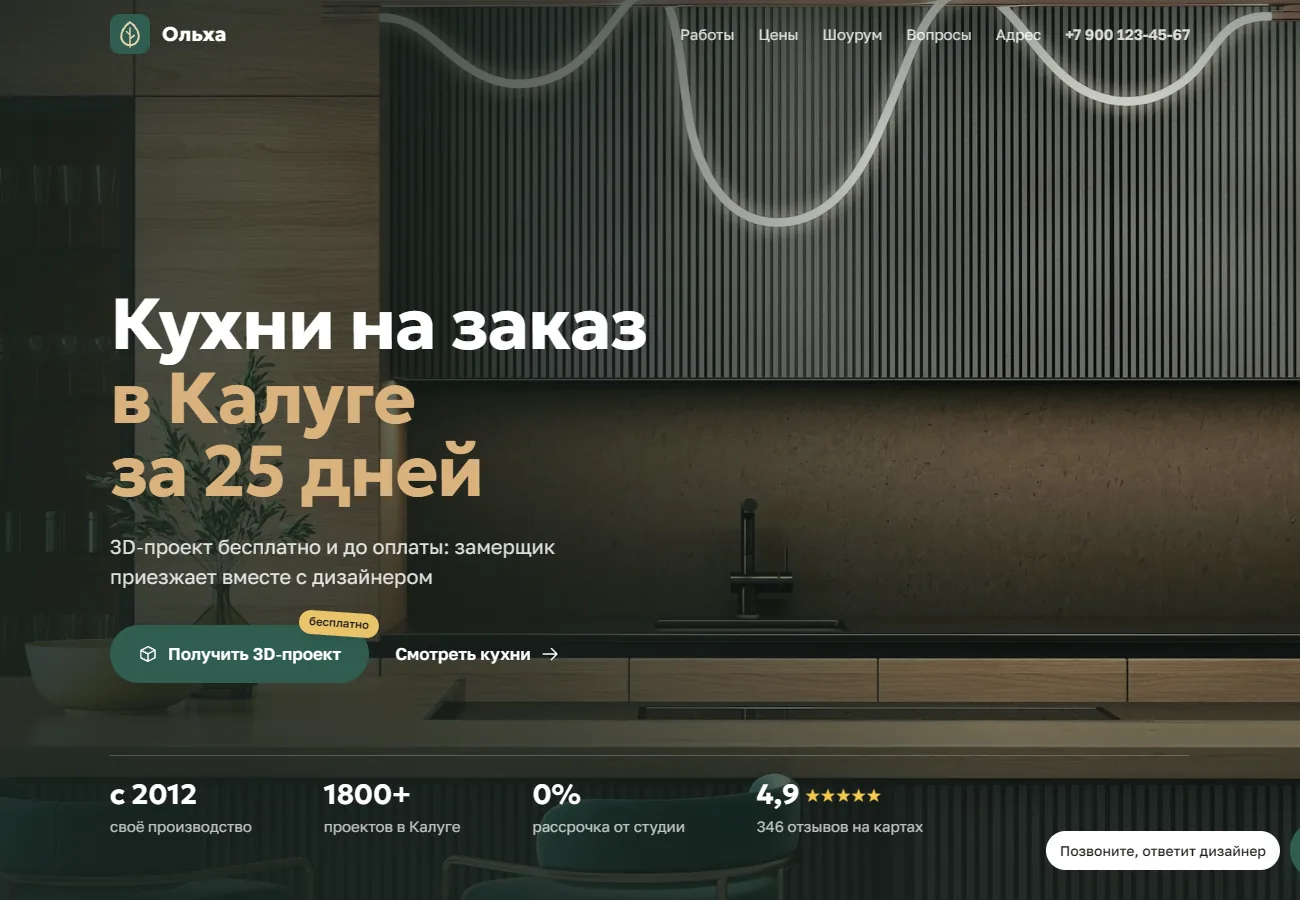 Ольха
Работы Цены Шоурум Вопросы Адрес +7 900 123-45-67
Кухни на заказ
в Калуге
за 25 дней
3D-проект бесплатно и до оплаты: замерщик
приезжает вместе с дизайнером
бесплатно
Получить 3D-проект Смотреть кухни →
с 2012 1800+ 0% 4,9 ★★★★★
своё производство проектов в Калуге рассрочка от студии 346 отзывов на картах
Позвоните, ответит дизайнер